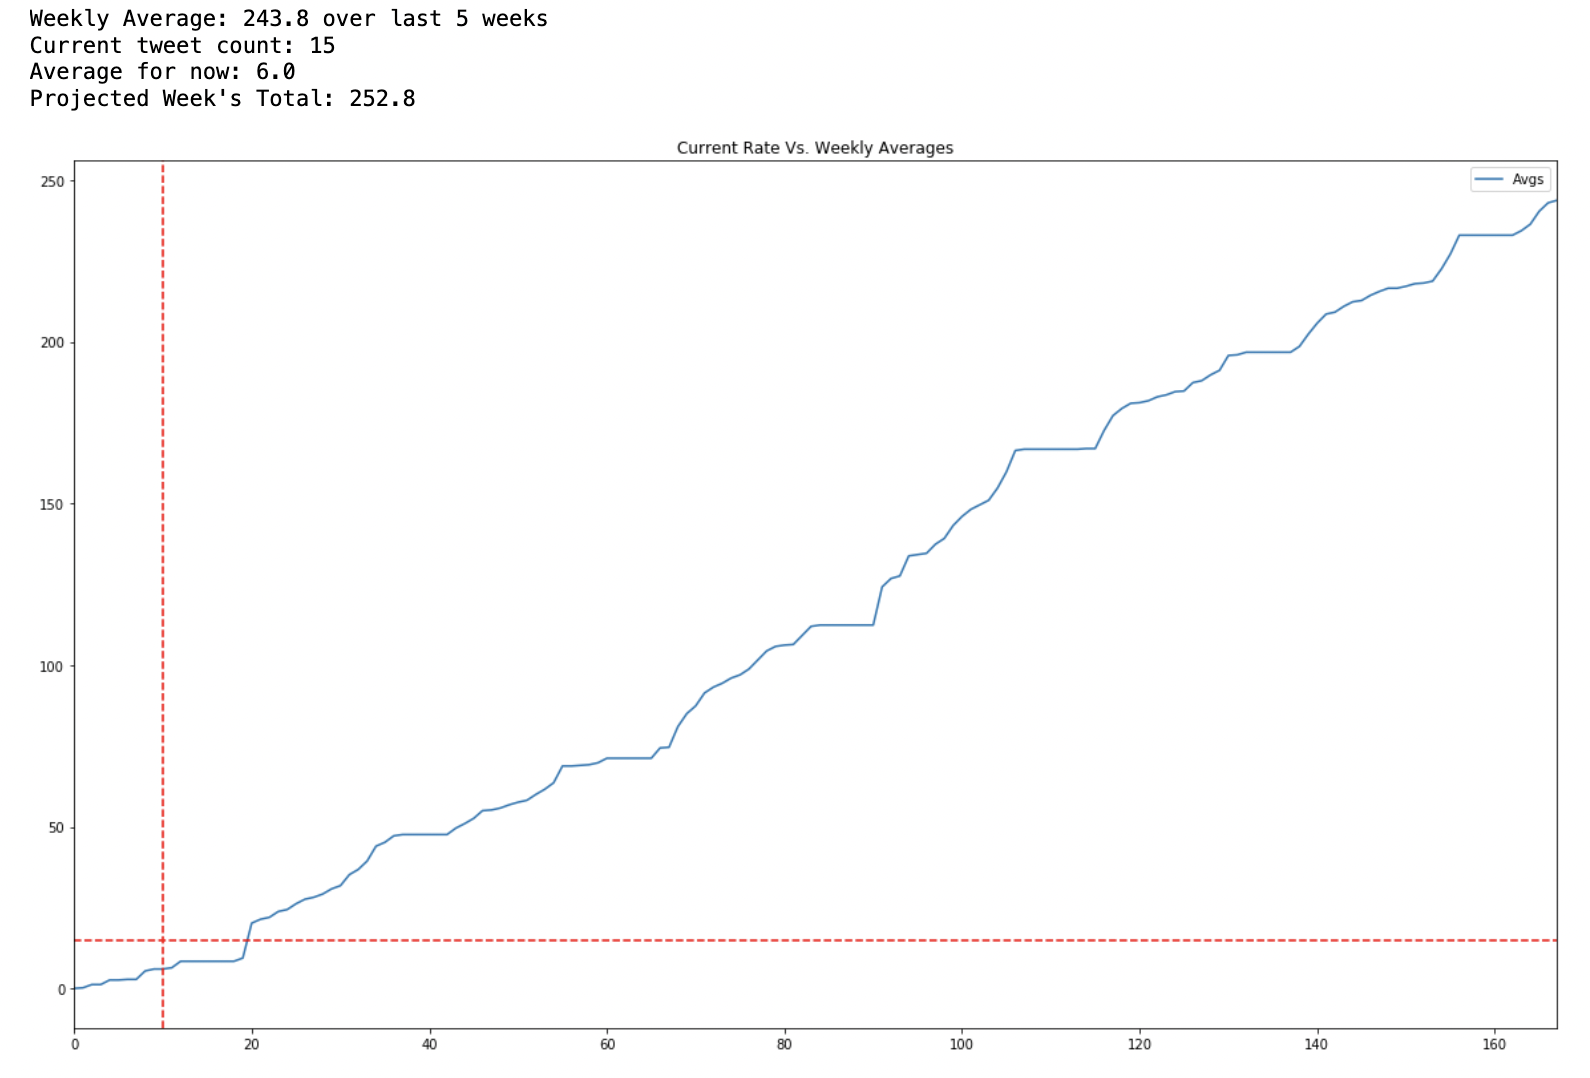 Weekly Average: 243.8 over last 5 weeks
Current tweet count: 15
Average for now: 6.0
Projected Week's Total: 252.8
Current Rate Vs. Weekly Averages
Avgs
250
200
150
100
50
0
0 20 40 60 80 100 120 140 160